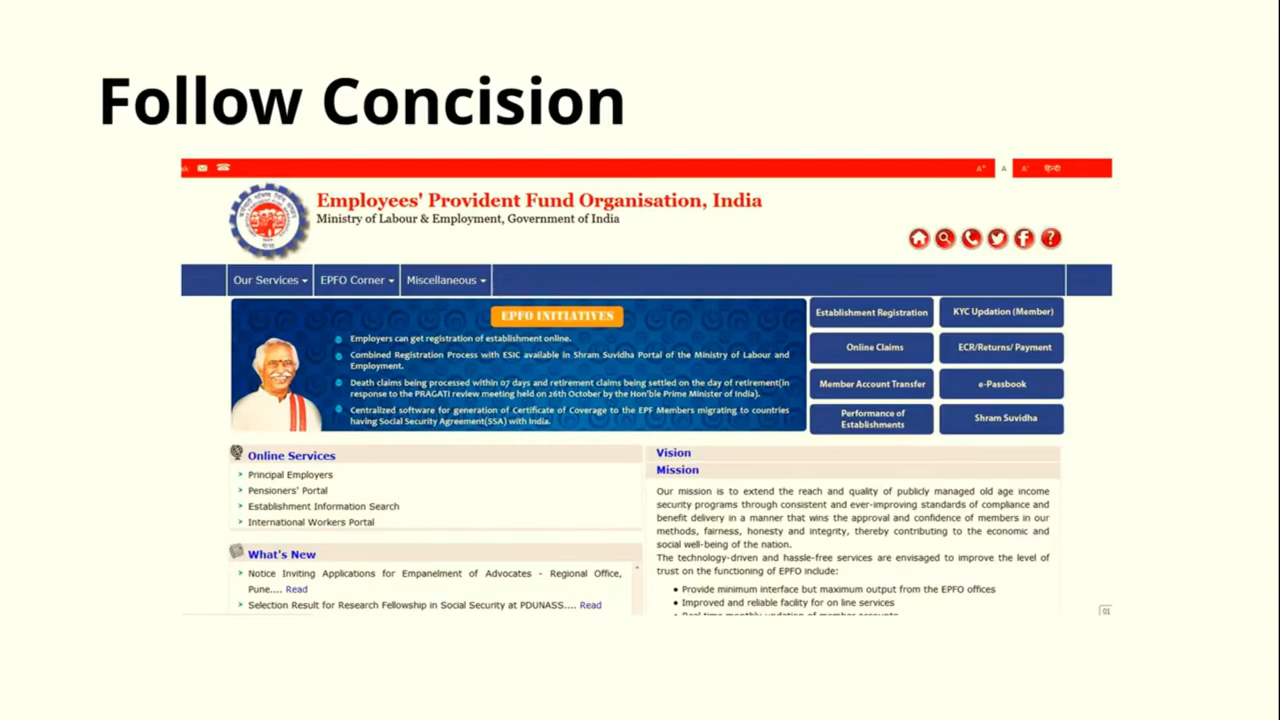 Follow Concision
A+ A A- हिन्दी
Employees' Provident Fund Organisation, India
Ministry of Labour & Employment, Government of India
Our Services EPFO Corner Miscellaneous
EPFO INITIATIVES
Employers can get registration of establishment online.
Combined Registration Process with ESIC available in Shram Suvidha Portal of the Ministry of Labour and
Employment.
Death claims being processed within 07 days and retirement claims being settled on the day of retirement(in
response to the PRAGATI review meeting held on 26th October by the Hon'ble Prime Minister of India).
Centralized software for generation of Certificate of Coverage to the EPF Members migrating to countries
having Social Security Agreement(SSA) with India.
Establishment Registration
KYC Updation (Member)
Online Claims
ECR/Returns/ Payment
Member Account Transfer
e-Passbook
Performance of
Establishments
Shram Suvidha
Online Services
Principal Employers
Pensioners' Portal
Establishment Information Search
International Workers Portal
What's New
Notice Inviting Applications for Empanelment of Advocates - Regional Office,
Pune.... Read
Selection Result for Research Fellowship in Social Security at PDUNASS.... Read
Vision
Mission
Our mission is to extend the reach and quality of publicly managed old age income
security programs through consistent and ever-improving standards of compliance and
benefit delivery in a manner that wins the approval and confidence of members in our
methods, fairness, honesty and integrity, thereby contributing to the economic and
social well-being of the nation.
The technology-driven and hassle-free services are envisaged to improve the level of
trust on the functioning of EPFO include:
Provide minimum interface but maximum output from the EPFO offices
Improved and reliable facility for on line services
Real time monthly updation of member accounts
01